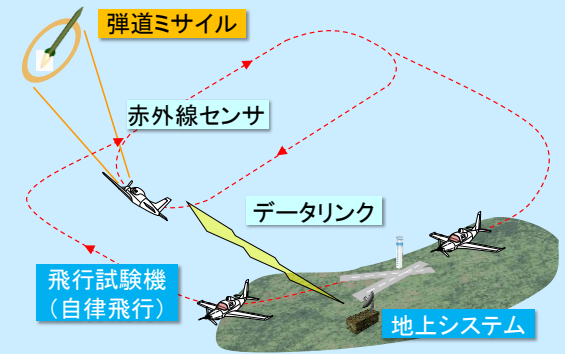 弾道ミサイル
赤外線センサ
データリンク
飛行試験機
（自律飛行）
地上システム